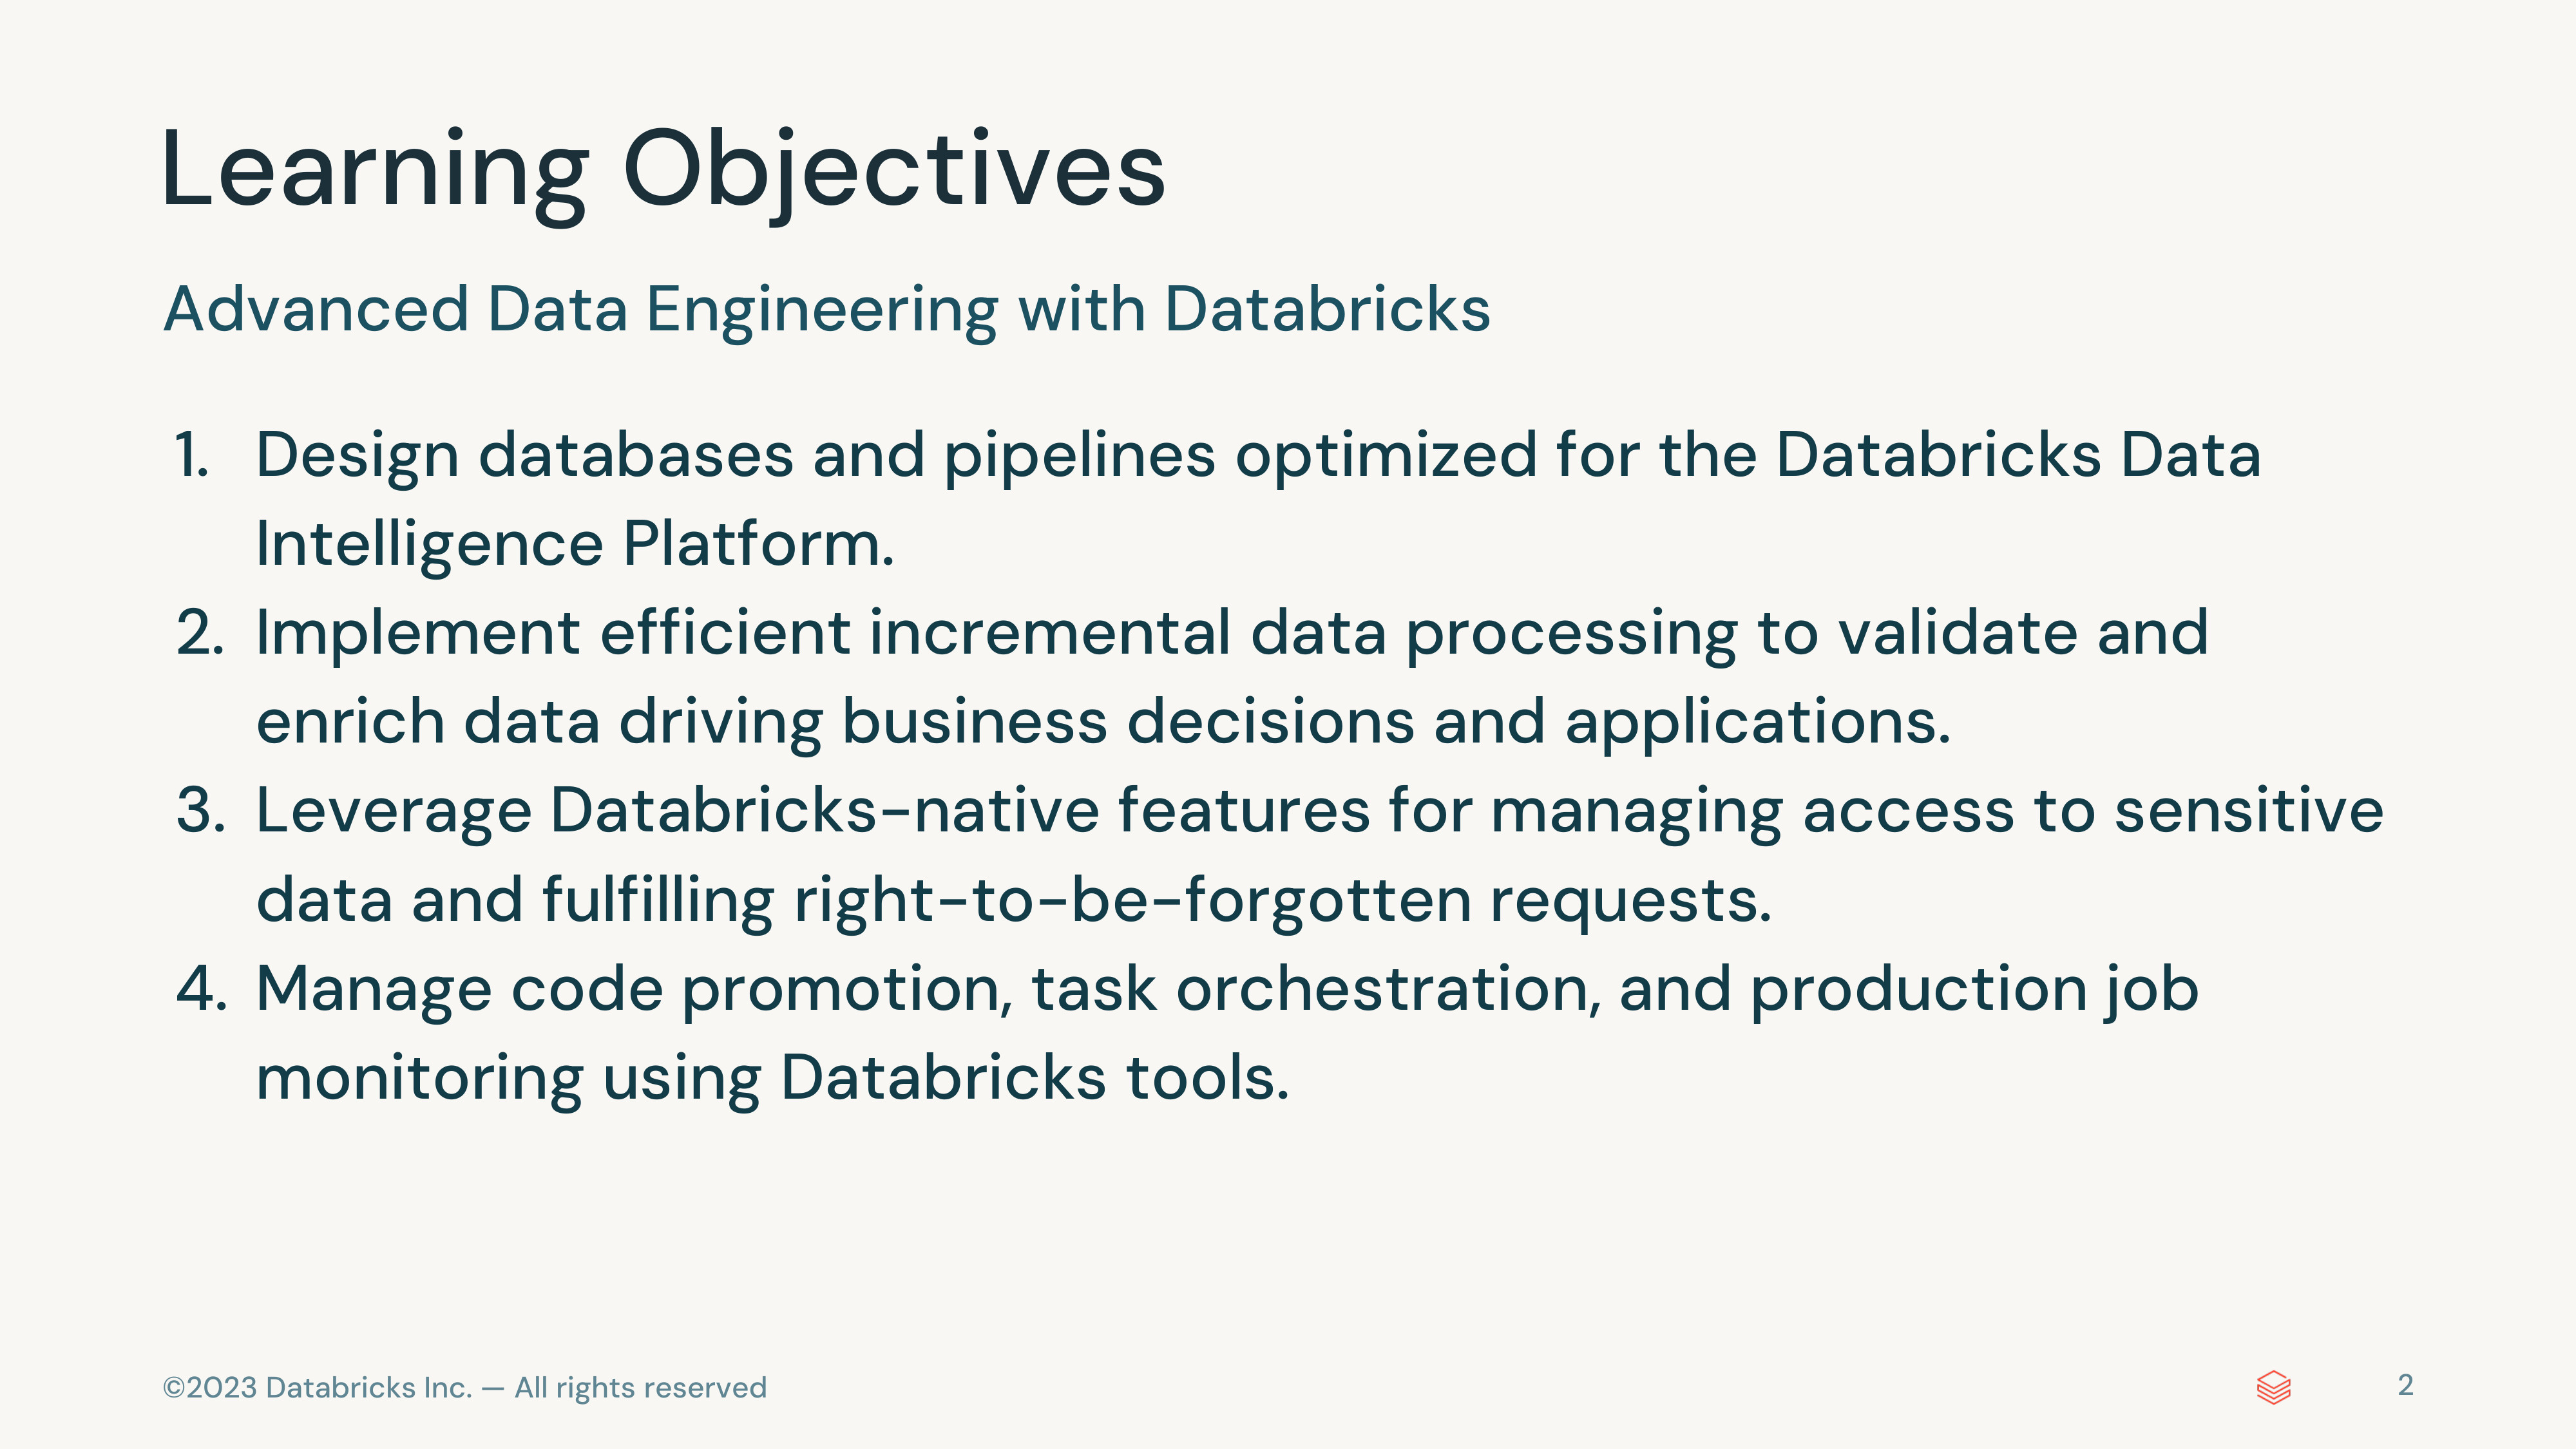 Learning Objectives
Advanced Data Engineering with Databricks
1. Design databases and pipelines optimized for the Databricks Data
Intelligence Platform.
2. Implement efficient incremental data processing to validate and
enrich data driving business decisions and applications.
3. Leverage Databricks-native features for managing access to sensitive
data and fulfilling right-to-be-forgotten requests.
4. Manage code promotion, task orchestration, and production job
monitoring using Databricks tools.
©2023 Databricks Inc. — All rights reserved
2